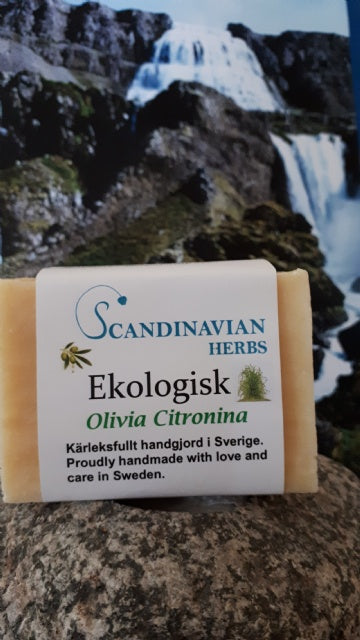 SCANDINAVIAN
HERBS
Ekologisk
Olivia Citronina
Kärleksfullt handgjord i Sverige.
Proudly handmade with love and
care in Sweden.